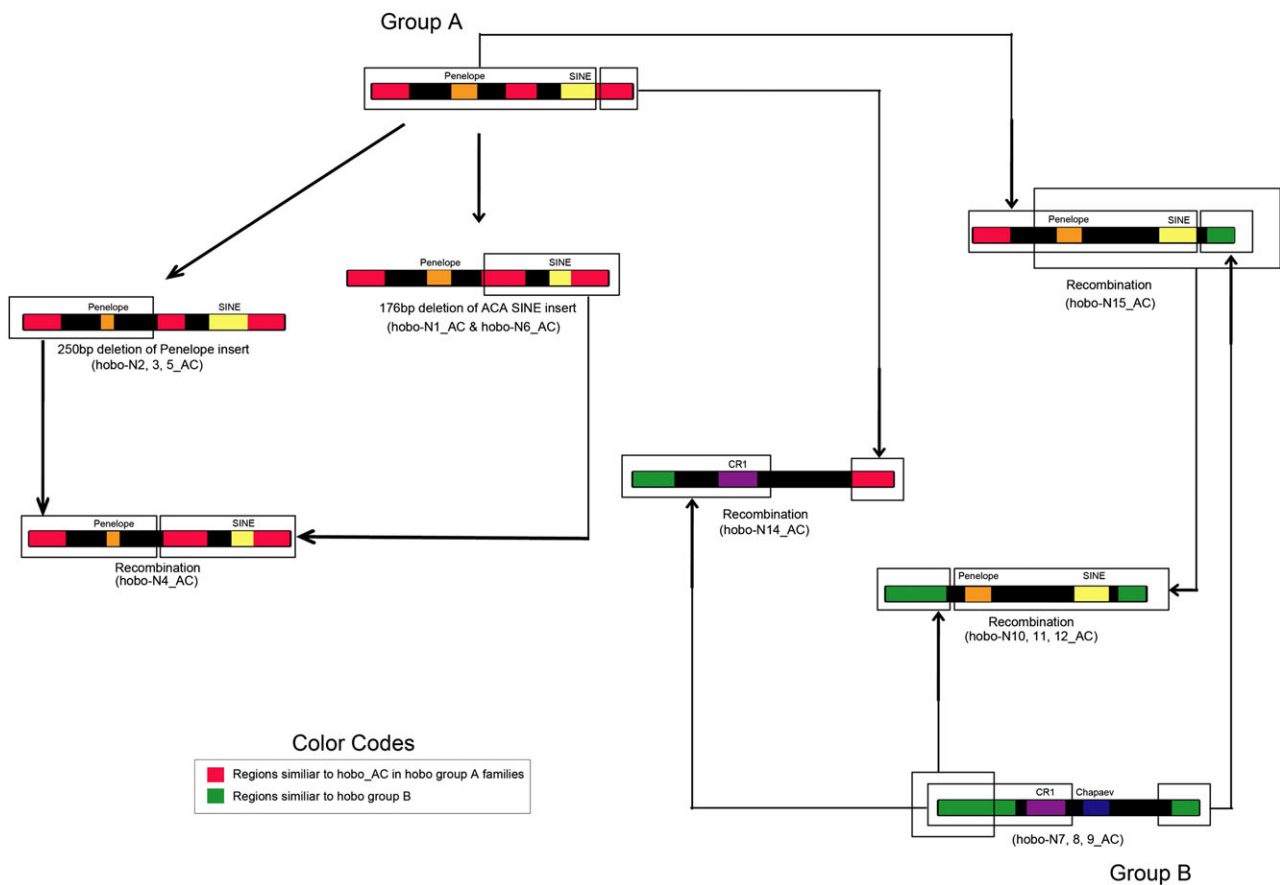 Group A
Penelope
SINE
Penelope
SINE
Recombination
(hobo-N15_AC)
Penelope
SINE
176bp deletion of ACA SINE insert
(hobo-N1_AC & hobo-N6_AC)
Penelope
SINE
250bp deletion of Penelope insert
(hobo-N2, 3, 5_AC)
CR1
Recombination
(hobo-N14_AC)
Penelope
SINE
Recombination
(hobo-N4_AC)
Penelope
SINE
Recombination
(hobo-N10, 11, 12_AC)
Color Codes
Regions similiar to hobo_AC in hobo group A families
Regions similiar to hobo group B
CR1
Chapaev
(hobo-N7, 8, 9_AC)
Group B